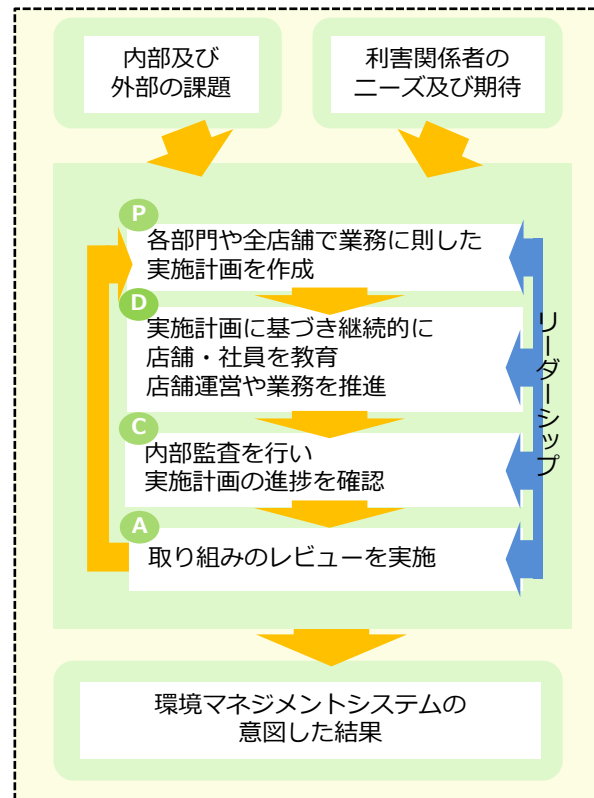 内部及び
外部の課題
利害関係者の
ニーズ及び期待
P
各部門や全店舗で業務に則した
実施計画を作成
D
実施計画に基づき継続的に
店舗・社員を教育
店舗運営や業務を推進
C
内部監査を行い
実施計画の進捗を確認
A
取り組みのレビューを実施
リーダーシップ
環境マネジメントシステムの
意図した結果